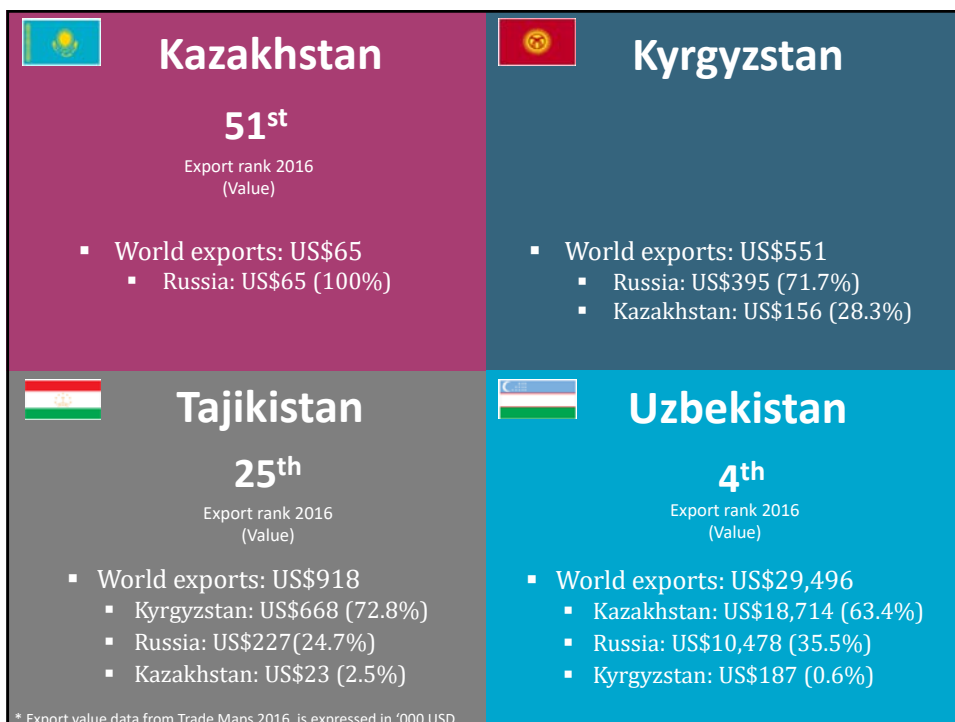 Kazakhstan
51st
Export rank 2016
(Value)
▪ World exports: US$65
▪ Russia: US$65 (100%)
Kyrgyzstan
▪ World exports: US$551
▪ Russia: US$395 (71.7%)
▪ Kazakhstan: US$156 (28.3%)
Tajikistan
25th
Export rank 2016
(Value)
▪ World exports: US$918
▪ Kyrgyzstan: US$668 (72.8%)
▪ Russia: US$227(24.7%)
▪ Kazakhstan: US$23 (2.5%)
* Export value data from Trade Maps 2016, is expressed in ‘000 USD
Uzbekistan
4th
Export rank 2016
(Value)
▪ World exports: US$29,496
▪ Kazakhstan: US$18,714 (63.4%)
▪ Russia: US$10,478 (35.5%)
▪ Kyrgyzstan: US$187 (0.6%)